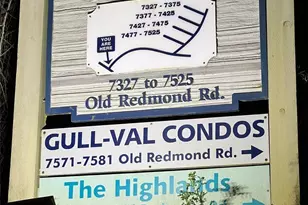 7327 - 7375
7377 - 7425
7427 - 7475
7477 - 7525
YOU
ARE
HERE
7327 to 7525
Old Redmond Rd.
GULL-VAL CONDOS
7571-7581 Old Redmond Rd.
The Highlands